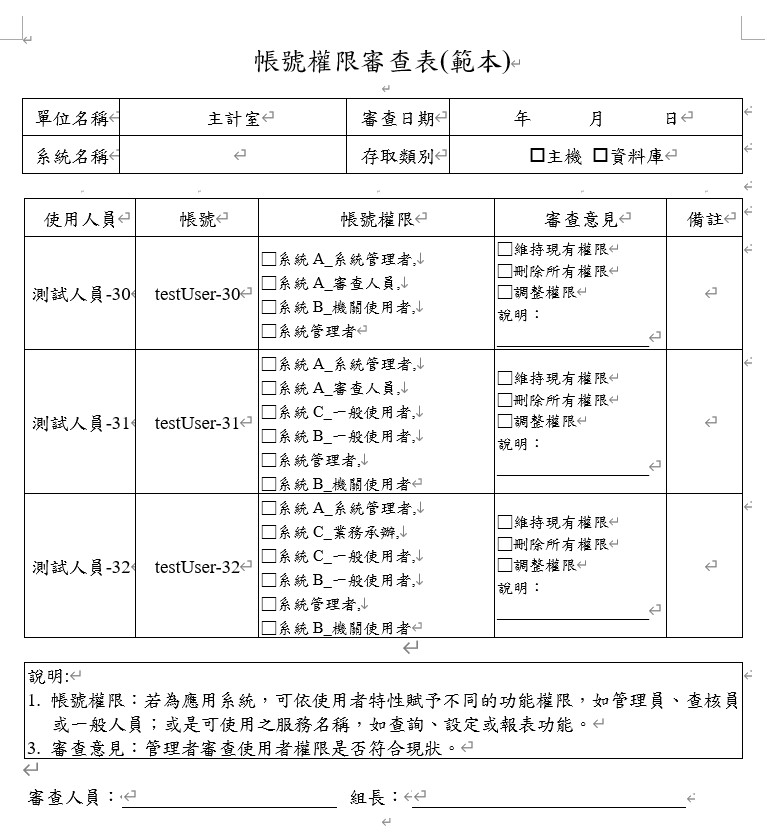 帳號權限審查表(範本)
單位名稱 主計室 審查日期 年 月 日
系統名稱 存取類別 □主機 □資料庫
使用人員 帳號 帳號權限 審查意見 備註
測試人員-30 testUser-30
□系統 A_系統管理者,
□系統 A_審查人員,
□系統 B_機關使用者,
□系統管理者
□維持現有權限
□刪除所有權限
□調整權限
說明：
測試人員-31 testUser-31
□系統 A_系統管理者,
□系統 A_審查人員,
□系統 C_一般使用者,
□系統 B_一般使用者,
□系統管理者,
□系統 B_機關使用者
□維持現有權限
□刪除所有權限
□調整權限
說明：
測試人員-32 testUser-32
□系統 A_系統管理者,
□系統 C_業務承辦,
□系統 C_一般使用者,
□系統 B_一般使用者,
□系統管理者,
□系統 B_機關使用者
□維持現有權限
□刪除所有權限
□調整權限
說明：
說明:
1. 帳號權限：若為應用系統，可依使用者特性賦予不同的功能權限，如管理員、查核員
或一般人員；或是可使用之服務名稱，如查詢、設定或報表功能。
3. 審查意見：管理者審查使用者權限是否符合現狀。
審查人員： 組長：